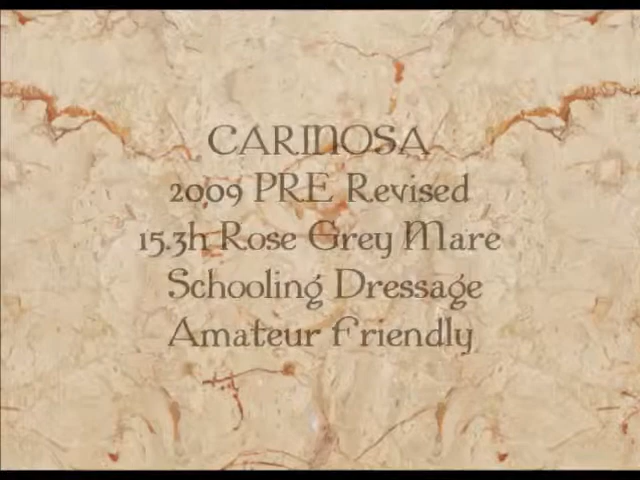 CARINOSA
2009 PRE Revised
15.3h Rose Grey Mare
Schooling Dressage
Amateur Friendly